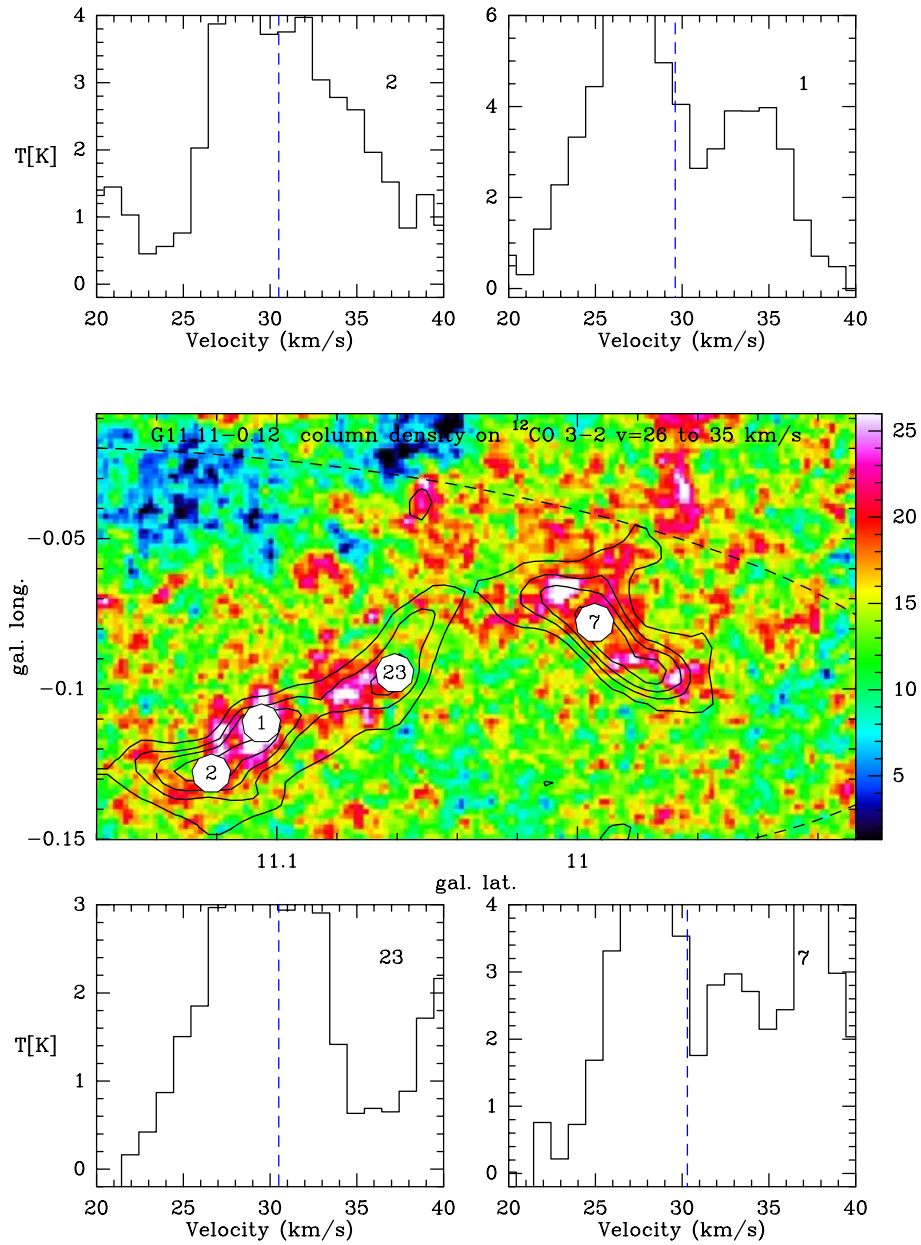 4
3
2
1
0
T[K]
2
20 25 30 35 40
Velocity (km/s)
6
4
2
0
1
20 25 30 35 40
Velocity (km/s)
G11.11−0.12 column density on ¹²CO 3−2 v=26 to 35 km/s
−0.05
−0.1
−0.15
gal. long.
7
23
1
2
25
20
15
10
5
11.1 11
gal. lat.
3
2
1
0
T[K]
23
20 25 30 35 40
Velocity (km/s)
4
3
2
1
0
7
20 25 30 35 40
Velocity (km/s)